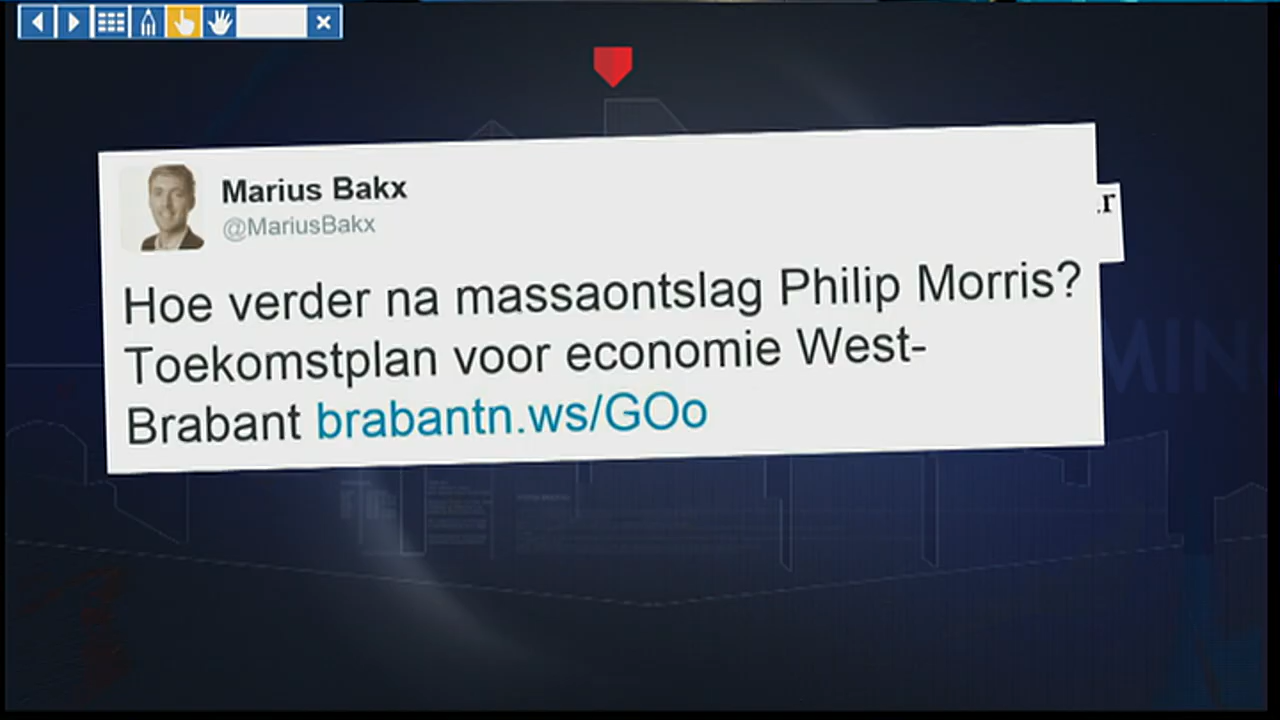 Marius Bakx
@MariusBakx
Hoe verder na massaontslag Philip Morris?
Toekomstplan voor economie West-
Brabant brabantn.ws/GOo